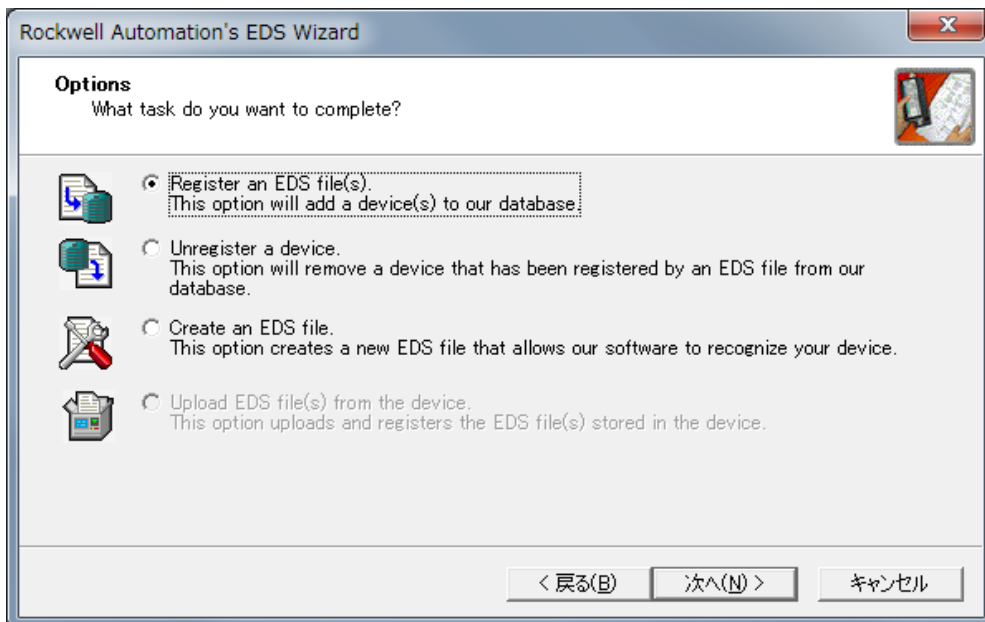 Rockwell Automation's EDS Wizard
Options
What task do you want to complete?
Register an EDS file(s).
This option will add a device(s) to our database.
Unregister a device.
This option will remove a device that has been registered by an EDS file from our
database.
Create an EDS file.
This option creates a new EDS file that allows our software to recognize your device.
Upload EDS file(s) from the device.
This option uploads and registers the EDS file(s) stored in the device.
< 戻る(B)
次へ(N) >
キャンセル